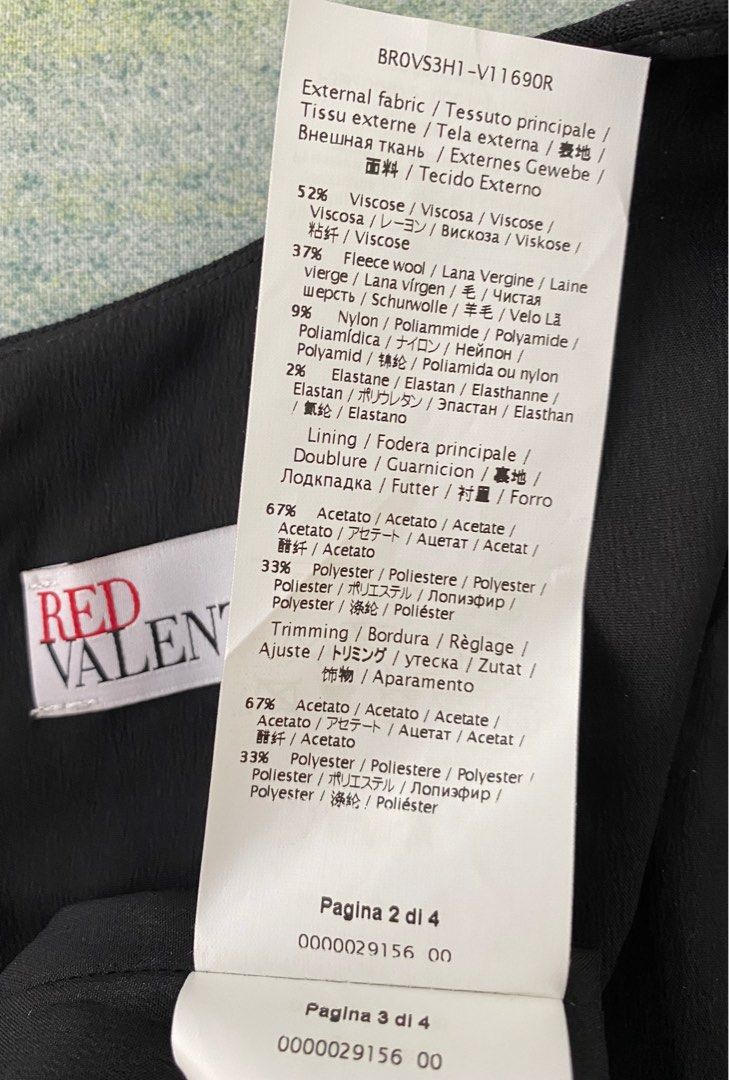 BR0VS3H1-V11690R
External fabric / Tessuto principale /
Tissu externe / Tela externa / 表地 /
Внешная ткань / Externes Gewebe /
面料 / Tecido Externo
52% Viscose / Viscosa / Viscose /
Viscosa / レーヨン / Вискоза / Viskose /
粘纤 / Viscose
37% Fleece wool / Lana Vergine / Laine
vierge / Lana vírgen / 毛 / Чистая
шерсть / Schurwolle / 羊毛 / Velo Lã
9% Nylon / Poliammide / Polyamide /
Poliamídica / ナイロン / Нейпон /
Polyamid / 锦纶 / Poliamida ou nylon
2% Elastane / Elastan / Elasthanne /
Elastan / ポリウレタン / Эпастан / Elasthan
/ 氨纶 / Elastano
Lining / Fodera principale /
Doublure / Guarnicion / 裏地 /
Лодкпадка / Futter / 衬里 / Forro
67% Acetato / Acetato / Acetate /
Acetato / アセテート / Ацетат / Acetat /
醋纤 / Acetato
33% Polyester / Poliestere / Polyester /
Poliester / ポリエステル / Лопиэфир /
Polyester / 涤纶 / Poliéster
Trimming / Bordura / Règlage /
Ajuste / トリミング / утеска / Zutat /
饰物 / Aparamento
67% Acetato / Acetato / Acetate /
Acetato / アセテート / Ацетат / Acetat /
醋纤 / Acetato
33% Polyester / Poliestere / Polyester /
Poliester / ポリエステル / Лопиэфир /
Polyester / 涤纶 / Poliéster
Pagina 2 di 4
0000029156 00
Pagina 3 di 4
0000029156 00
RED
VALENT